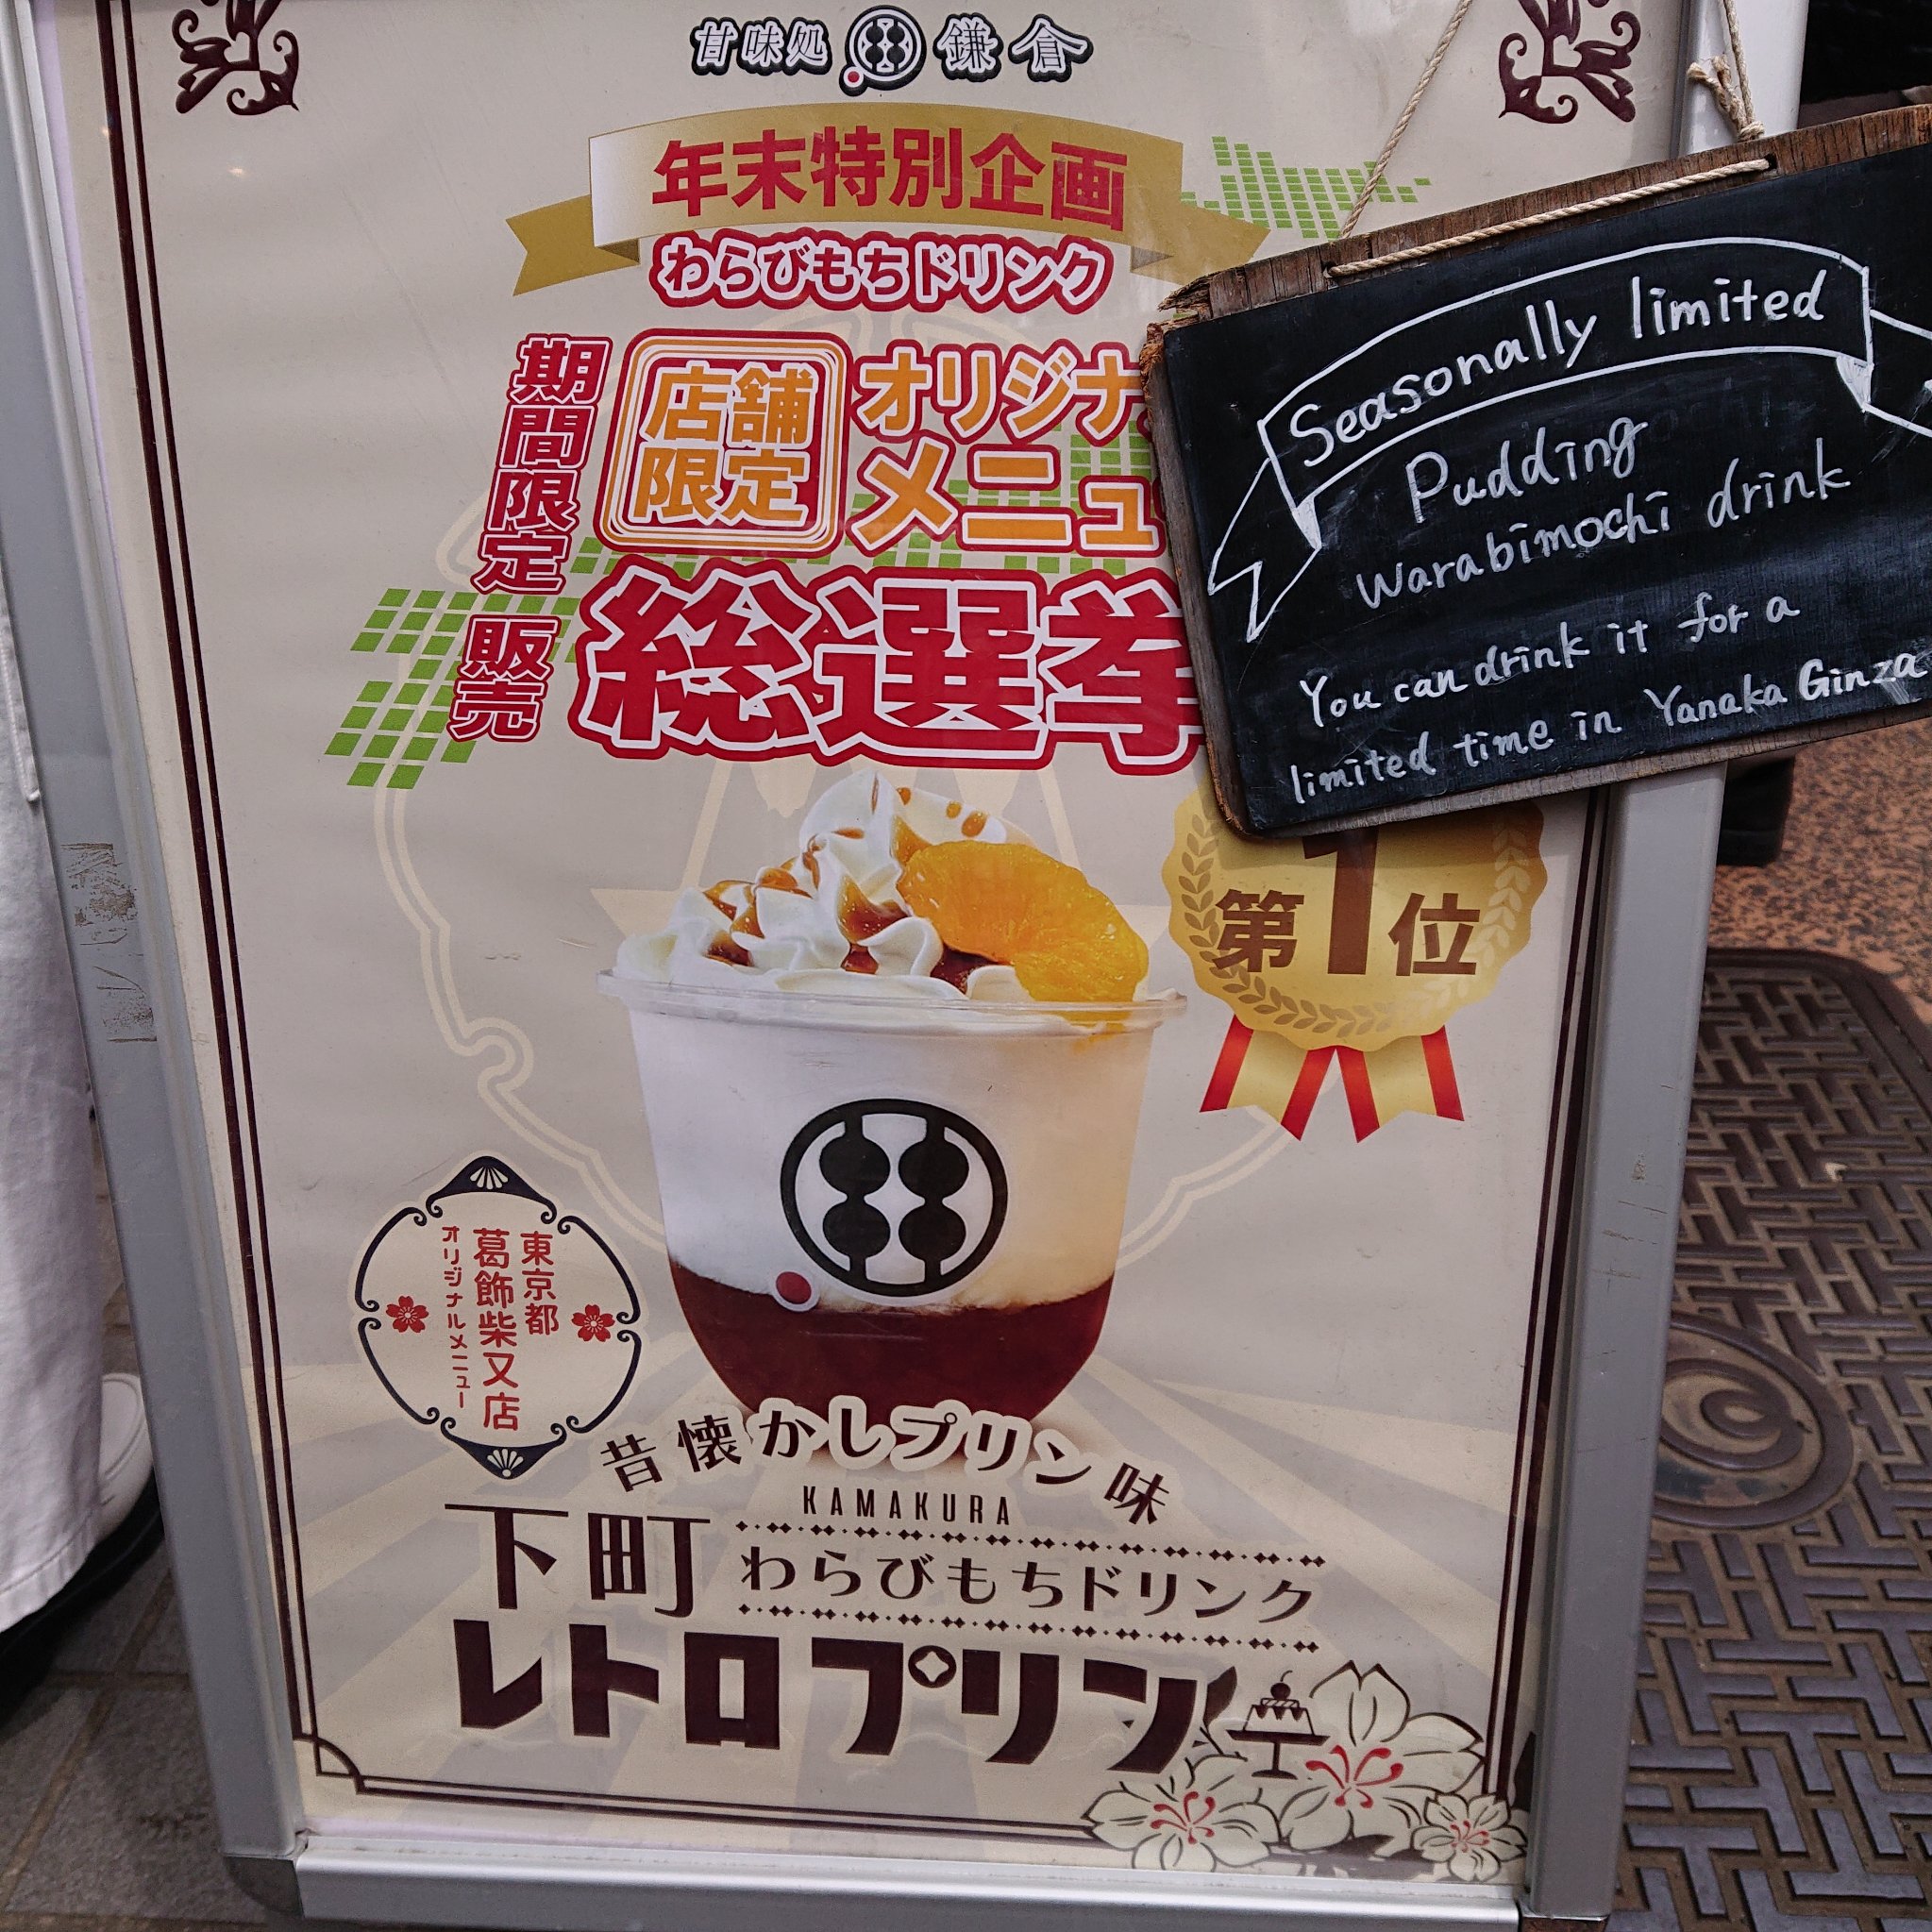 甘味処 鎌倉
年末特別企画
わらびもちドリンク
期間限定販売
店舗限定
オリジナ
メニュ
総選挙
Seasonally limited
Pudding
Warabimochi drink
You can drink it for a
limited time in Yanaka Ginza
第1位
東京都
葛飾柴又店
オリジナルメニュー
昔懐かしプリン味
KAMAKURA
下町
わらびもちドリンク
レトロプリン